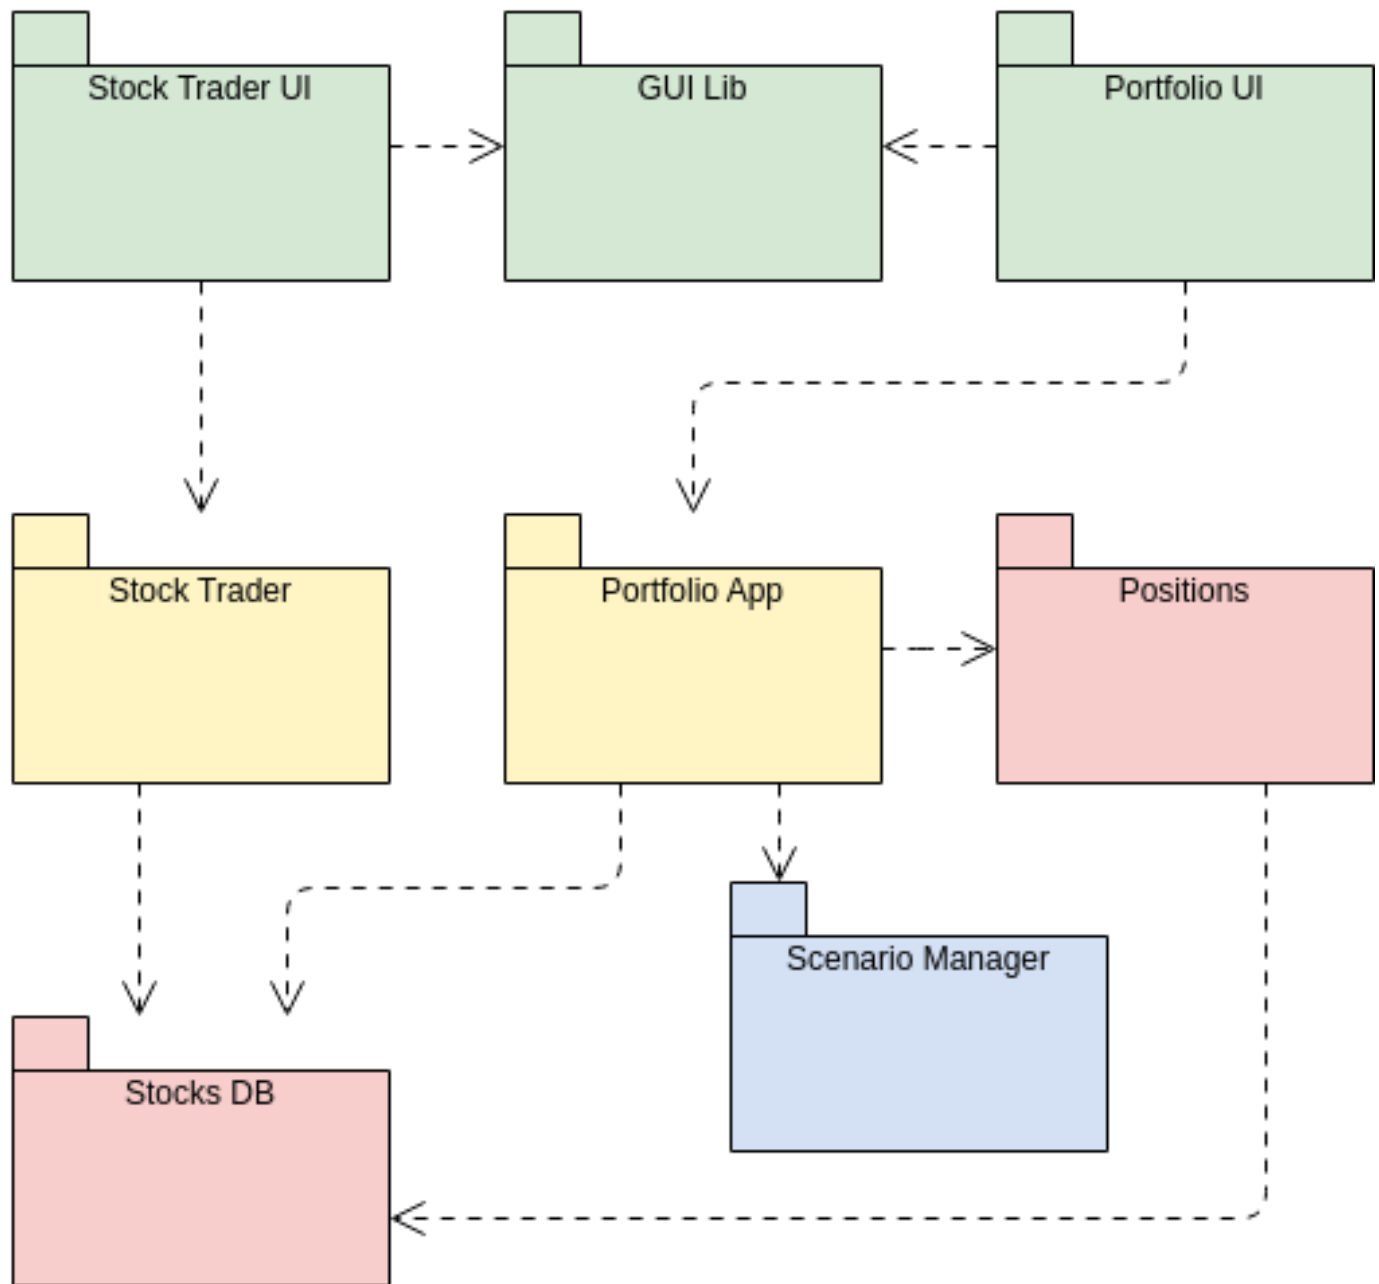 Stock Trader UI
GUI Lib
Portfolio UI
Stock Trader
Portfolio App
Positions
Scenario Manager
Stocks DB